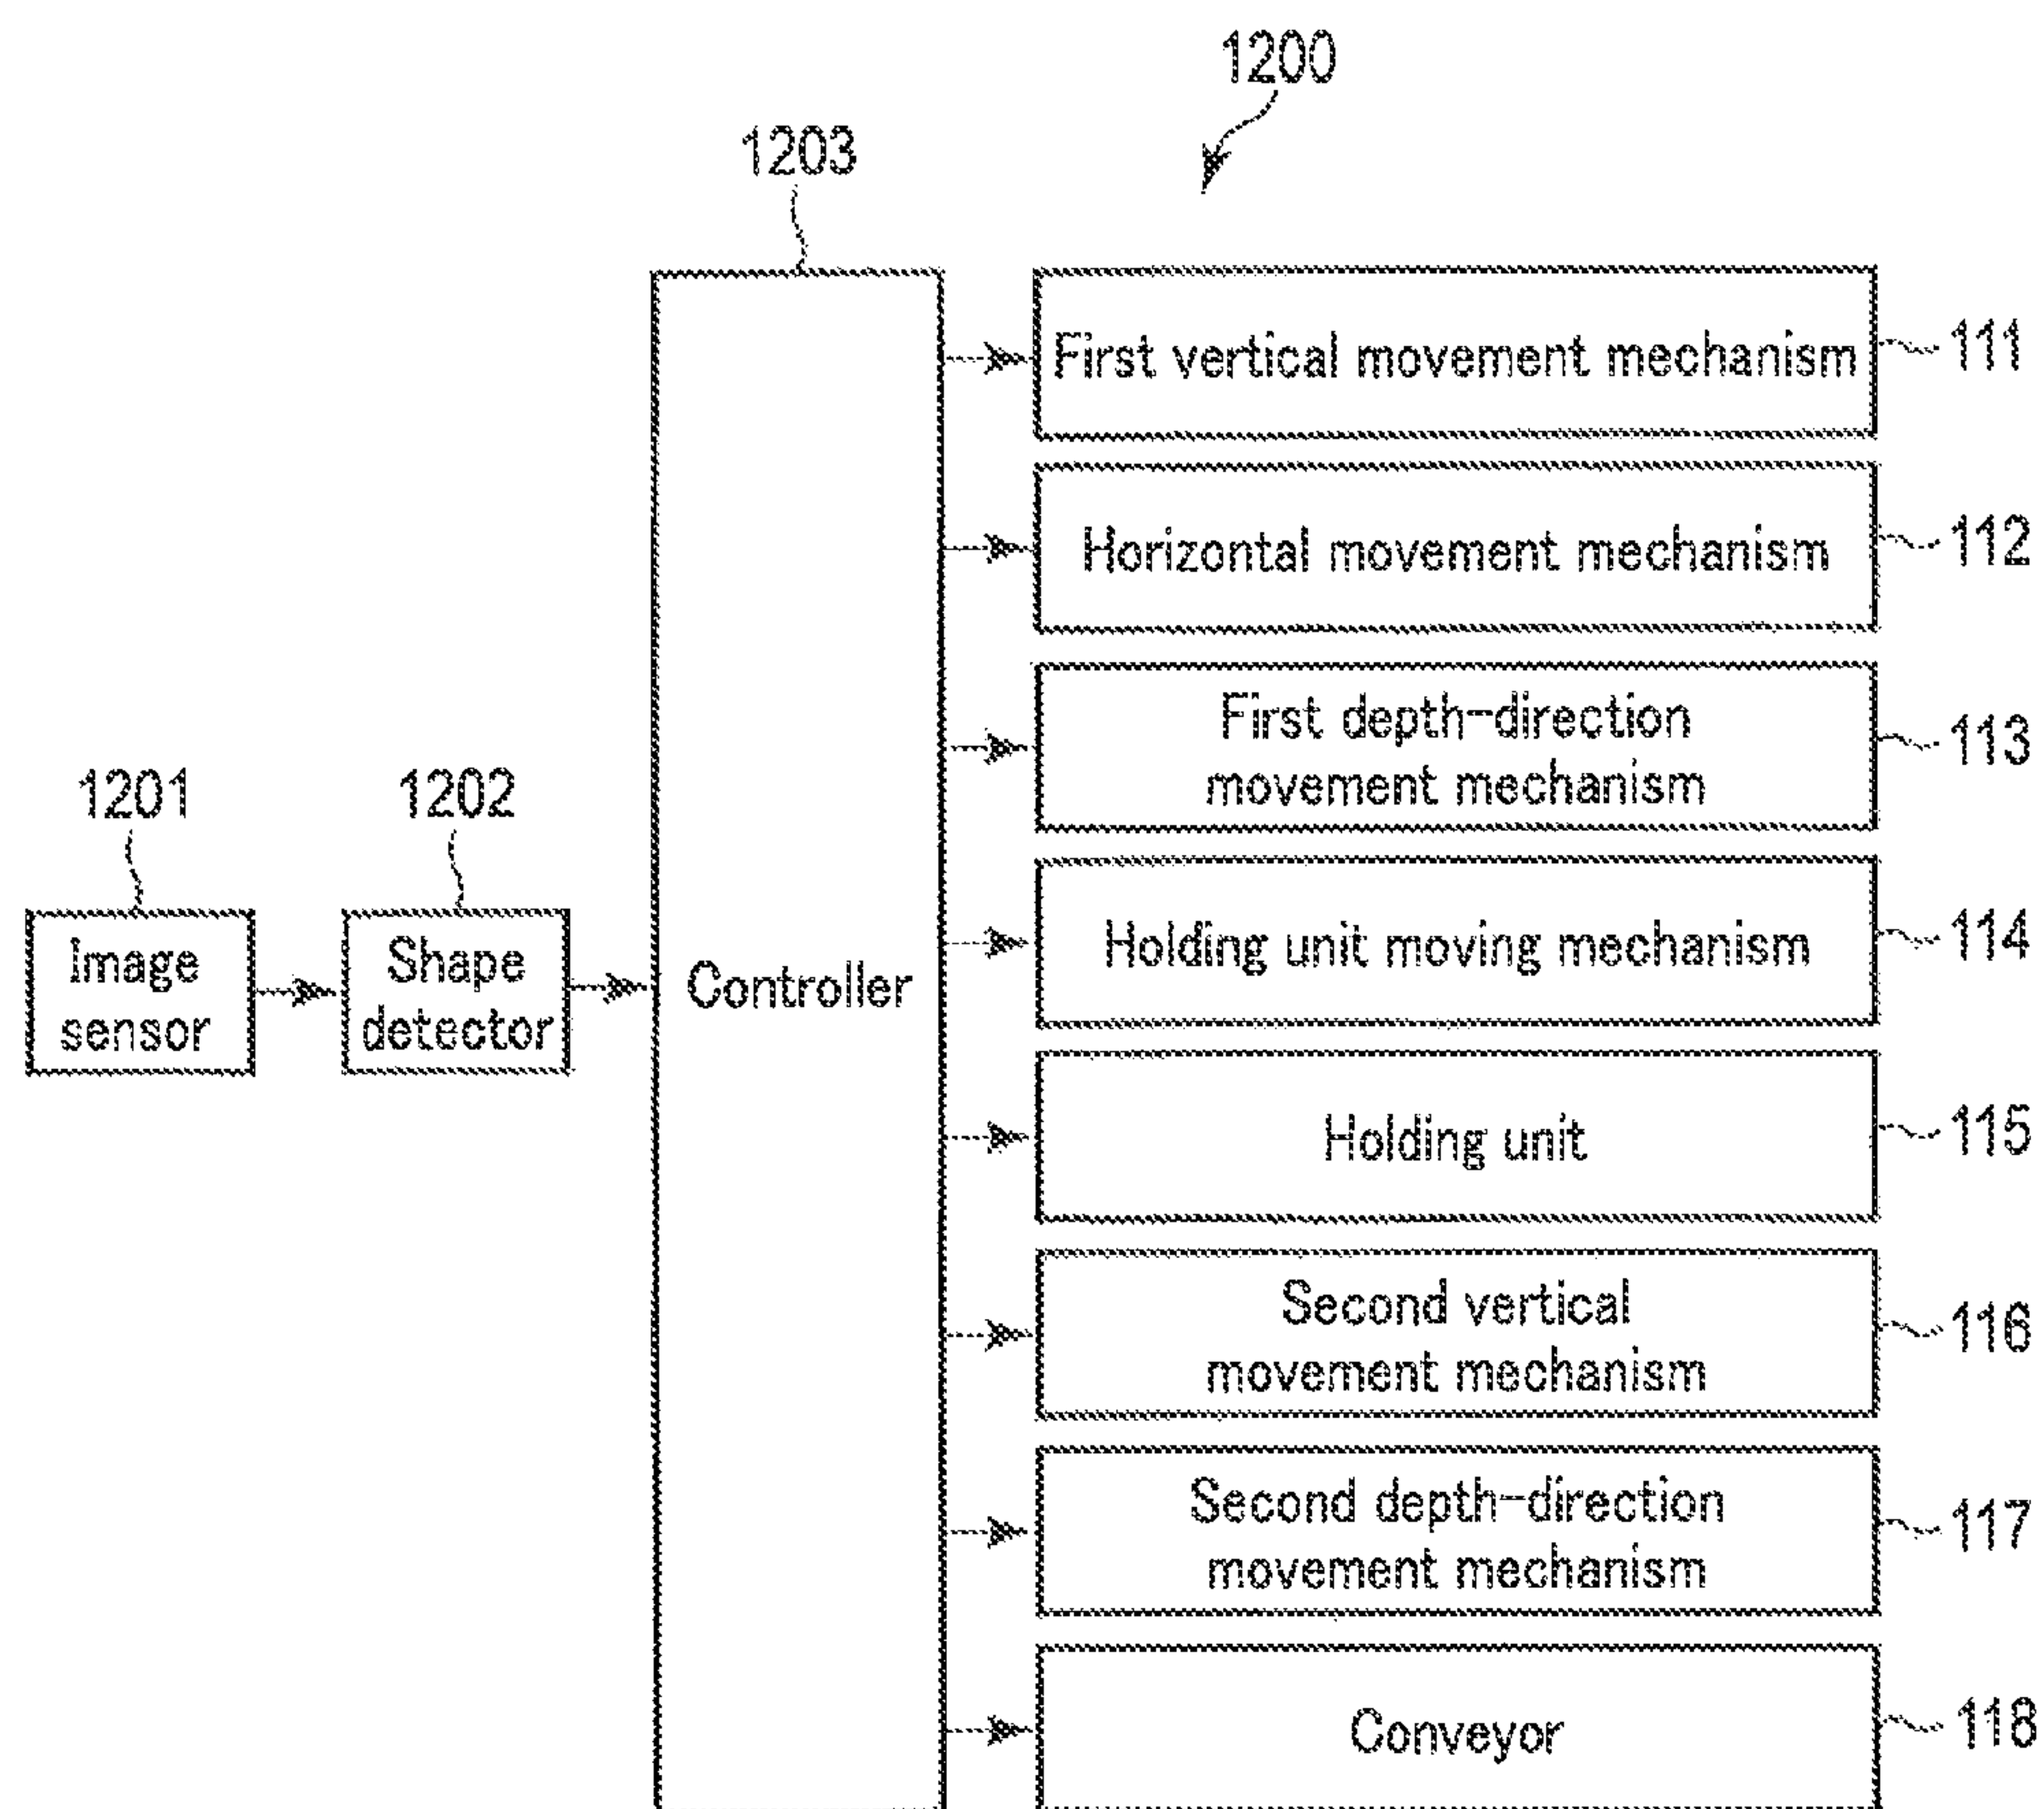 1200
1203
First vertical movement mechanism
111
Horizontal movement mechanism
112
First depth-direction
movement mechanism
113
1201
1202
Image
sensor
Shape
detector
Controller
Holding unit moving mechanism
114
Holding unit
115
Second vertical
movement mechanism
116
Second depth-direction
movement mechanism
117
Conveyor
118